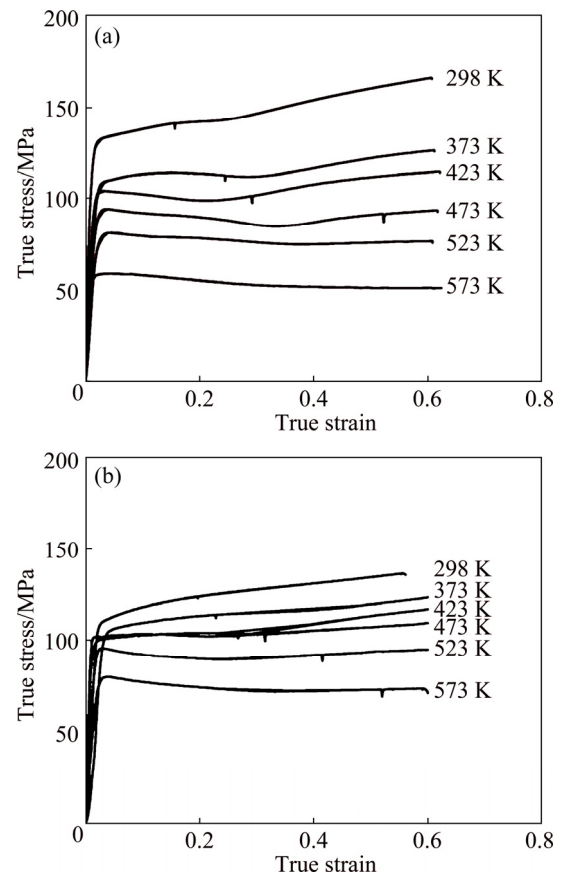 200
(a)
298 K
150
373 K
423 K
100
473 K
523 K
50
573 K
0
0.2
0.4
0.6
0.8
True strain
True stress/MPa
200
(b)
150
298 K
373 K
423 K
100
473 K
523 K
573 K
50
0
0.2
0.4
0.6
0.8
True strain
True stress/MPa